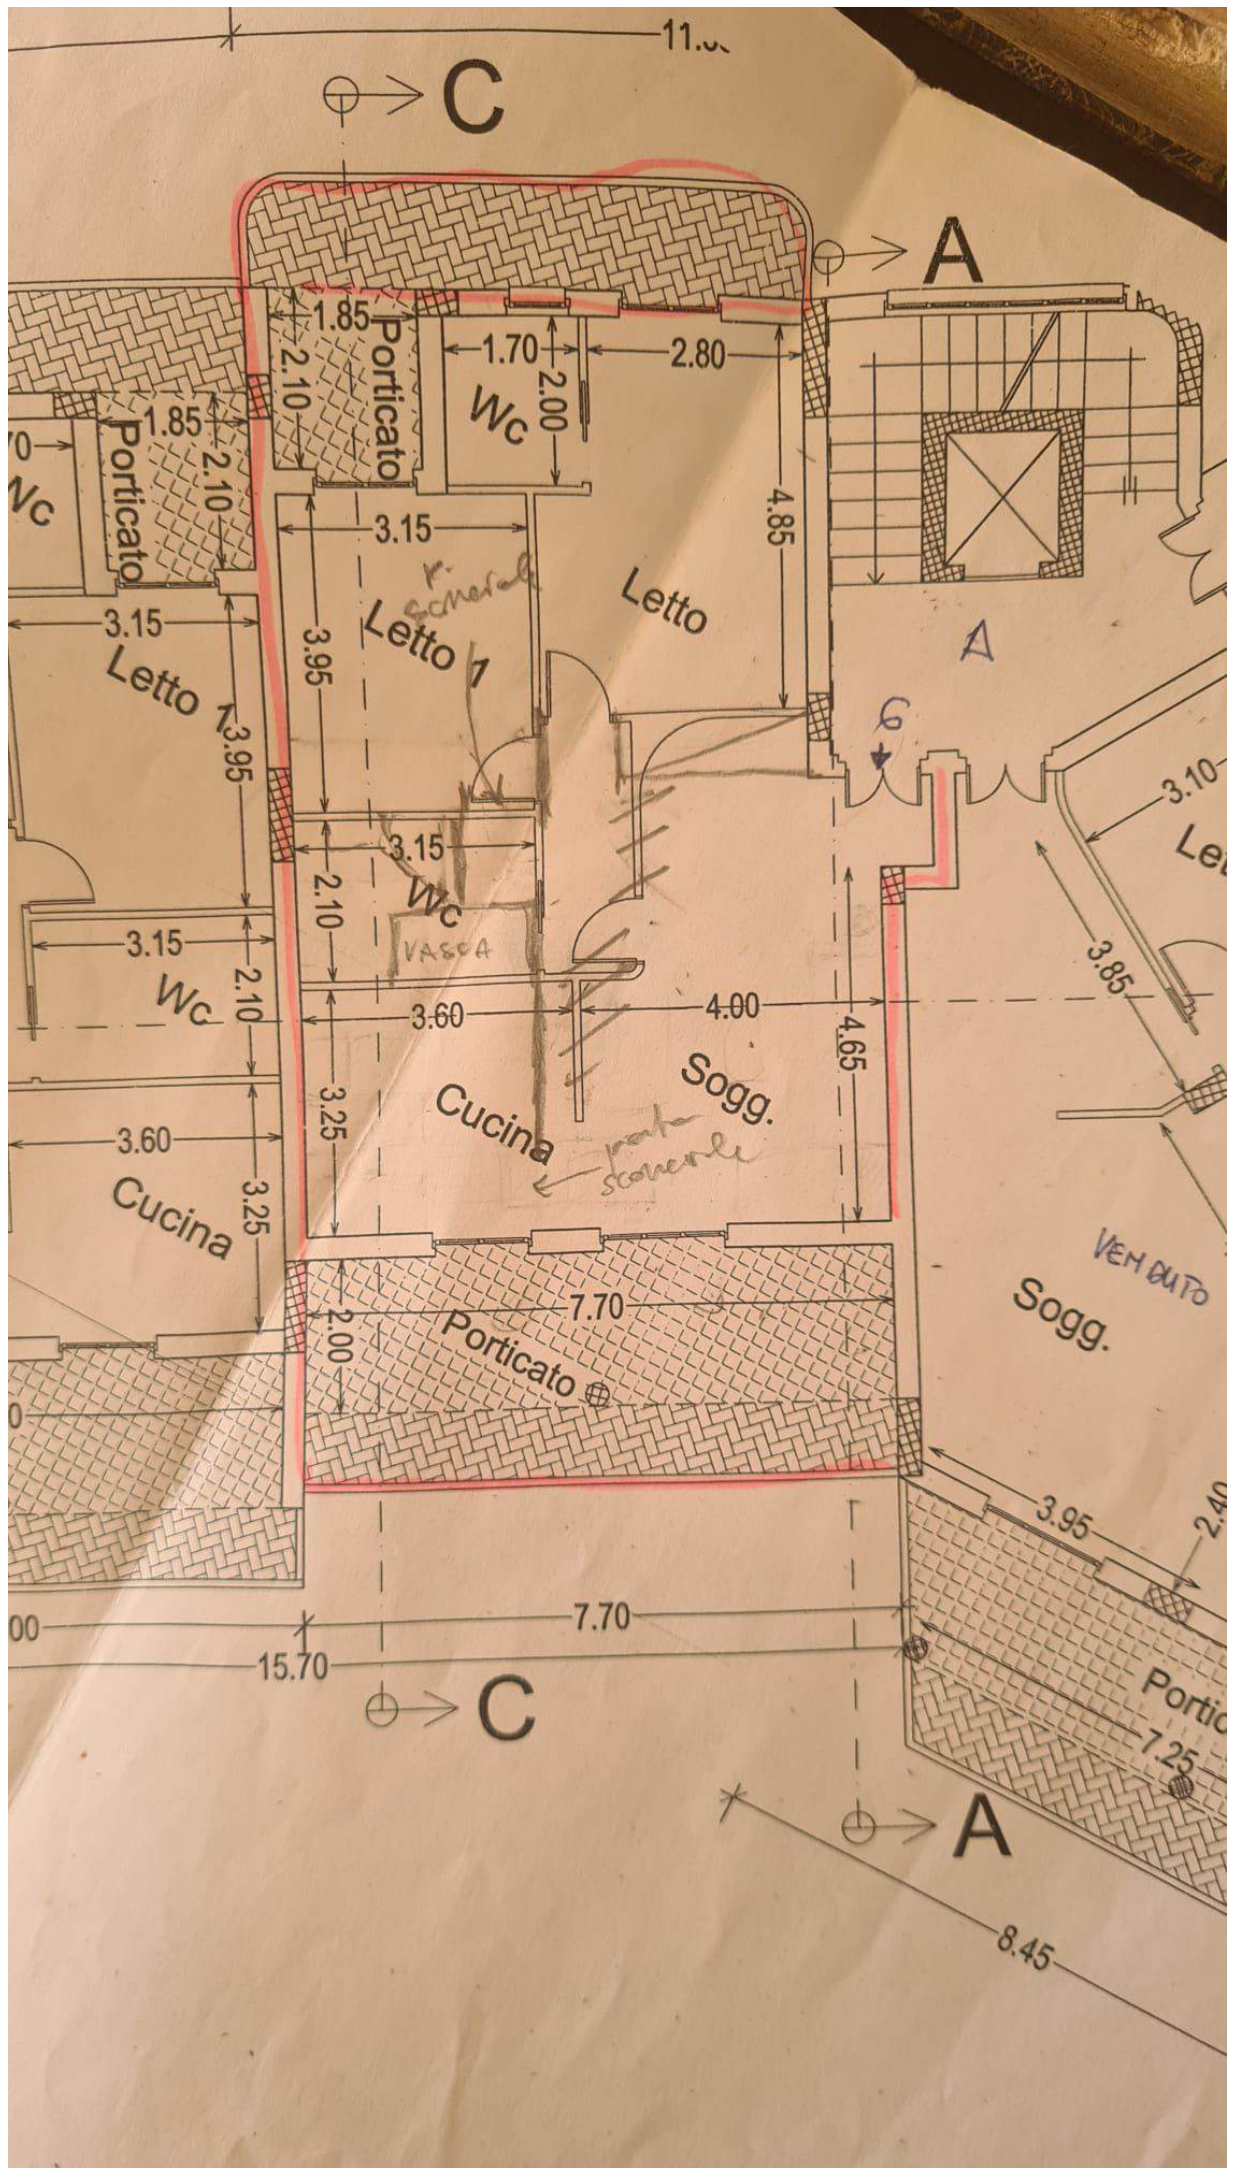 11.
C
A
1.85
Porticato
2.10
1.70
2.00
Wc
2.80
4.85
1.85
Porticato
2.10
Wc
3.15
Letto 1
3.95
Letto
A
6
3.15
Letto 1
3.95
3.10
3.15
Wc
VASCA
2.10
3.15
Wc
2.10
3.85
3.60
4.00
4.65
Cucina
Sogg.
3.25
porta
scorrevole
3.60
Cucina
3.25
VENDUTO
Sogg.
7.70
2.00
Porticato
3.95
2.40
7.70
15.70
C
7.25
A
8.45